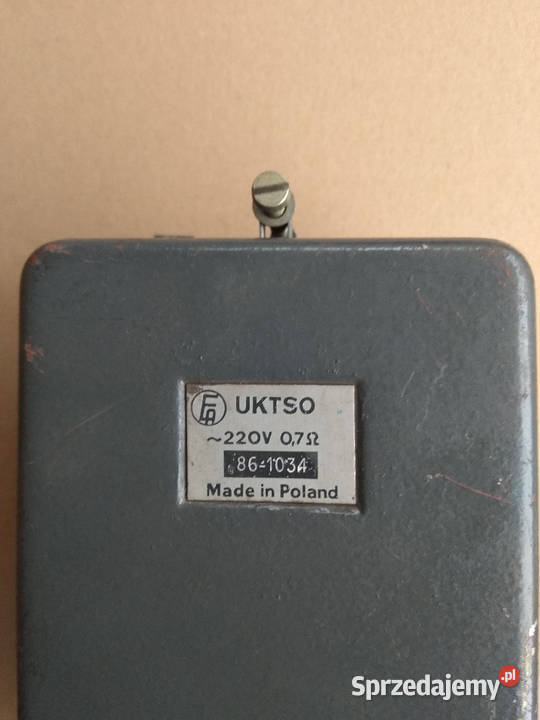 UKTSO
~220V 0,7Ω
86-1034
Made in Poland
Sprzedajemy.pl